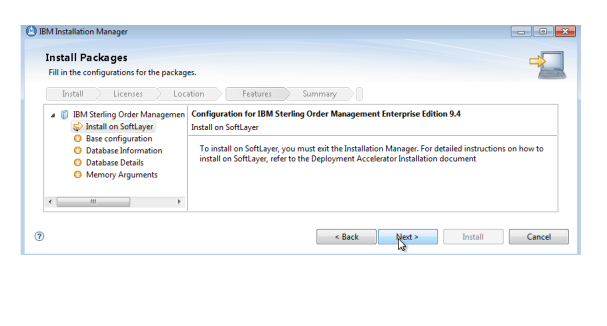 IBM Installation Manager
Install Packages
Fill in the configurations for the packages.
Install Licenses Location Features Summary
IBM Sterling Order Managemen
Install on SoftLayer
Base configuration
Database Information
Database Details
Memory Arguments
Configuration for IBM Sterling Order Management Enterprise Edition 9.4
Install on SoftLayer
To install on SoftLayer, you must exit the Installation Manager. For detailed instructions on how to
install on SoftLayer, refer to the Deployment Accelerator Installation document
? < Back Next > Install Cancel